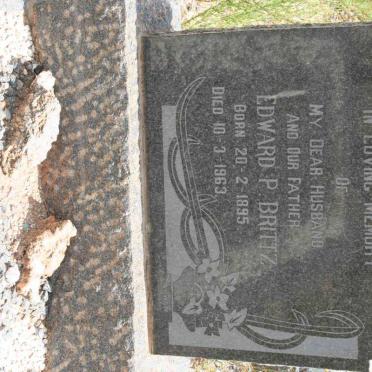 IN LOVING MEMORY
OF
MY DEAR HUSBAND
AND OUR FATHER
EDWARD P. BRITZ
BORN 20-2-1895
DIED 10-3-1963